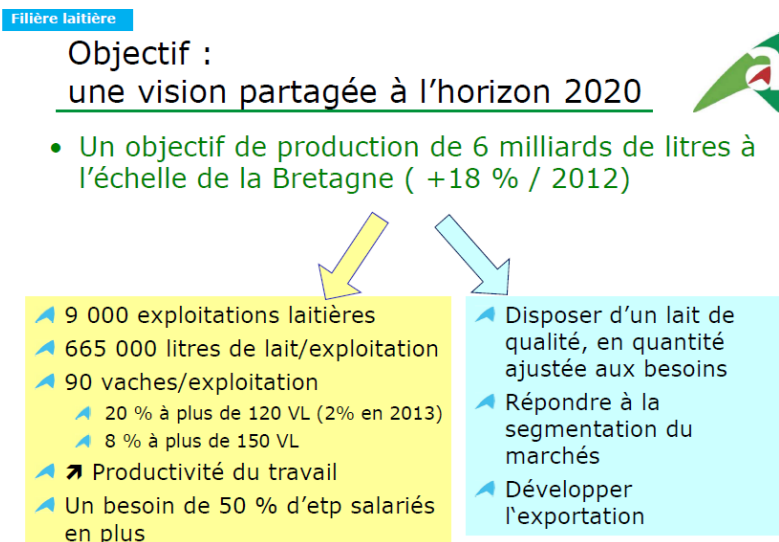 Filière laitière
Objectif :
une vision partagée à l’horizon 2020
• Un objectif de production de 6 milliards de litres à
l’échelle de la Bretagne ( +18 % / 2012)
9 000 exploitations laitières
665 000 litres de lait/exploitation
90 vaches/exploitation
20 % à plus de 120 VL (2% en 2013)
8 % à plus de 150 VL
↗ Productivité du travail
Un besoin de 50 % d’etp salariés
en plus
Disposer d’un lait de
qualité, en quantité
ajustée aux besoins
Répondre à la
segmentation du
marchés
Développer
l'exportation